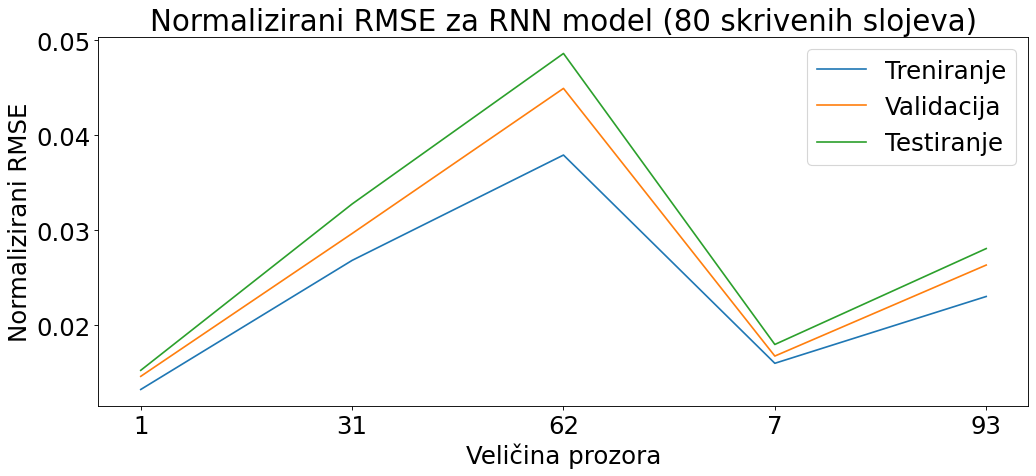 Normalizirani RMSE za RNN model (80 skrivenih slojeva)
Normalizirani RMSE
0.05
0.04
0.03
0.02
Treniranje
Validacija
Testiranje
1 31 62 7 93
Veličina prozora